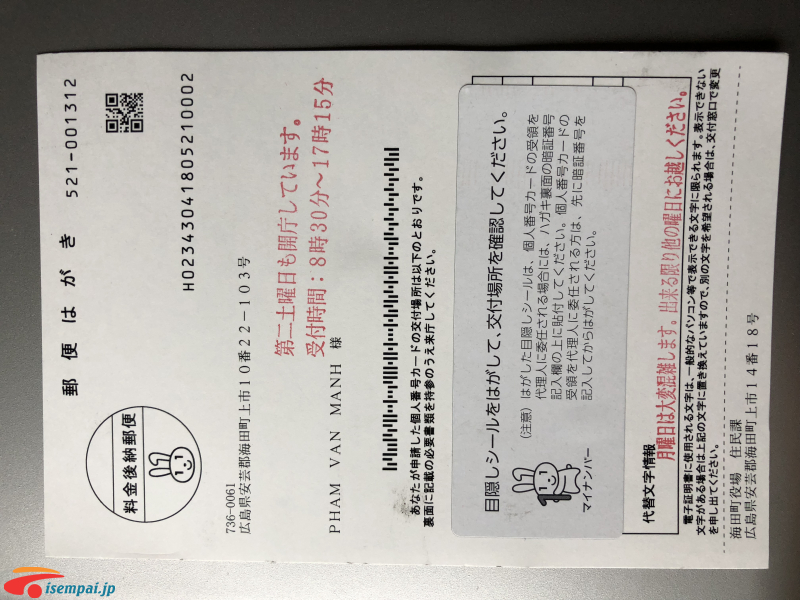 郵便はがき
521-001312
料金後納郵便
H0234304180521 0002
736-0061
広島県安芸郡海田町上市10番22-103号
PHAM VAN MANH 様
第二土曜日も開庁しています。
受付時間：8時30分～17時15分
あなたが申請した個人番号カードの交付場所は以下のとおりです。
裏面に記載の必要書類を持参のうえ来庁してください。
目隠しシールをはがして、交付場所を確認してください。
(注意) はがした目隠しシールは、個人番号カードの受領を
代理人に委任される場合には、ハガキ裏面の暗証番号
記入欄の上に貼付してください。個人番号カードの
受領を代理人に委任される方は、先に暗証番号を
記入してからはがしてください。
マイナンバー
代替文字情報
月曜日は大変混雑します。出来る限り他の曜日にお越しください。
電子証明書に使用される文字は、一般的なパソコン等で表示できる文字に限られます。表示できない
文字がある場合は上記の文字に置き換えていますので、別の文字を希望される場合は、交付窓口で変更
を申し出てください。
海田町役場 住民課
広島県安芸郡海田町上市14番18号
isempai.jp